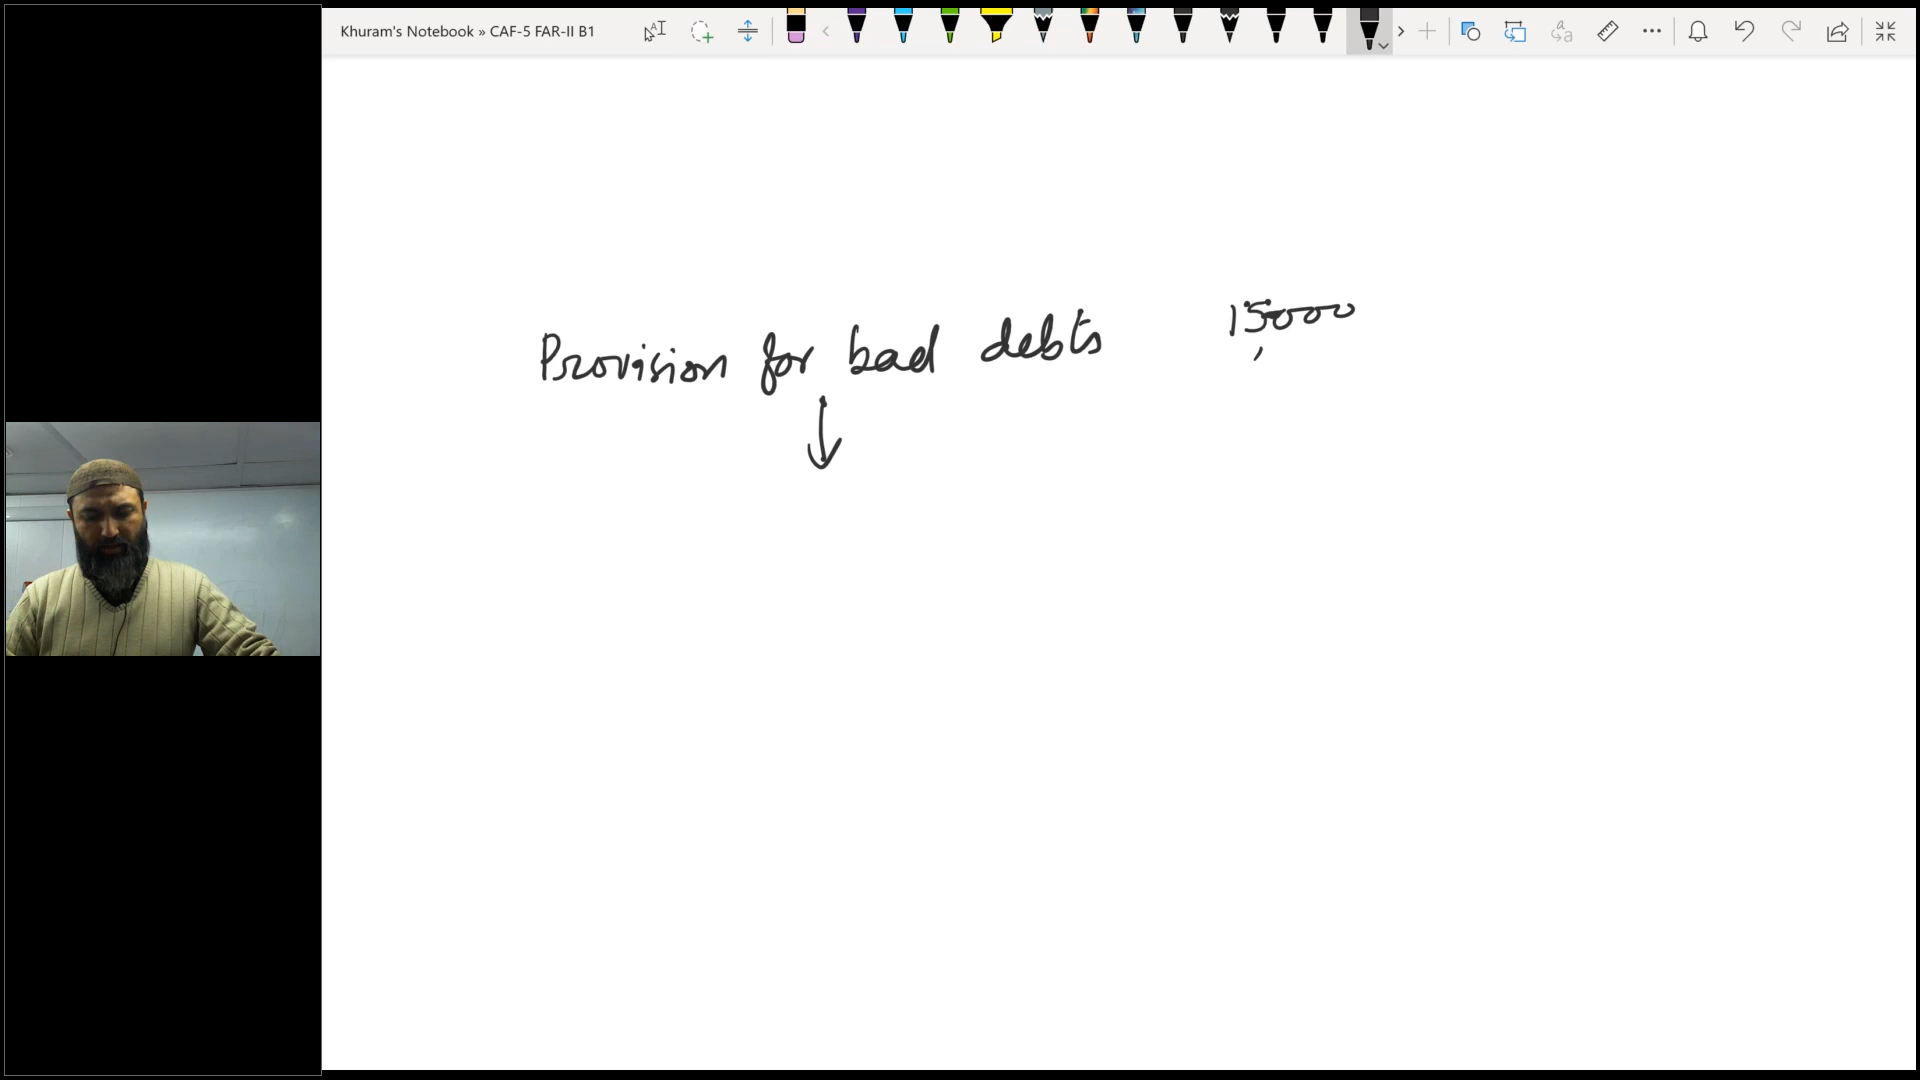 Khuram's Notebook » CAF-5 FAR-II B1
Provision for bad debts 15,000